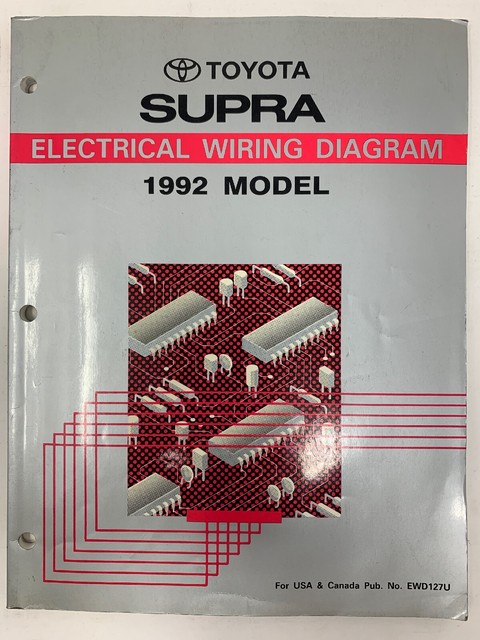 TOYOTA
SUPRA
ELECTRICAL WIRING DIAGRAM
1992 MODEL
For USA & Canada Pub. No. EWD127U